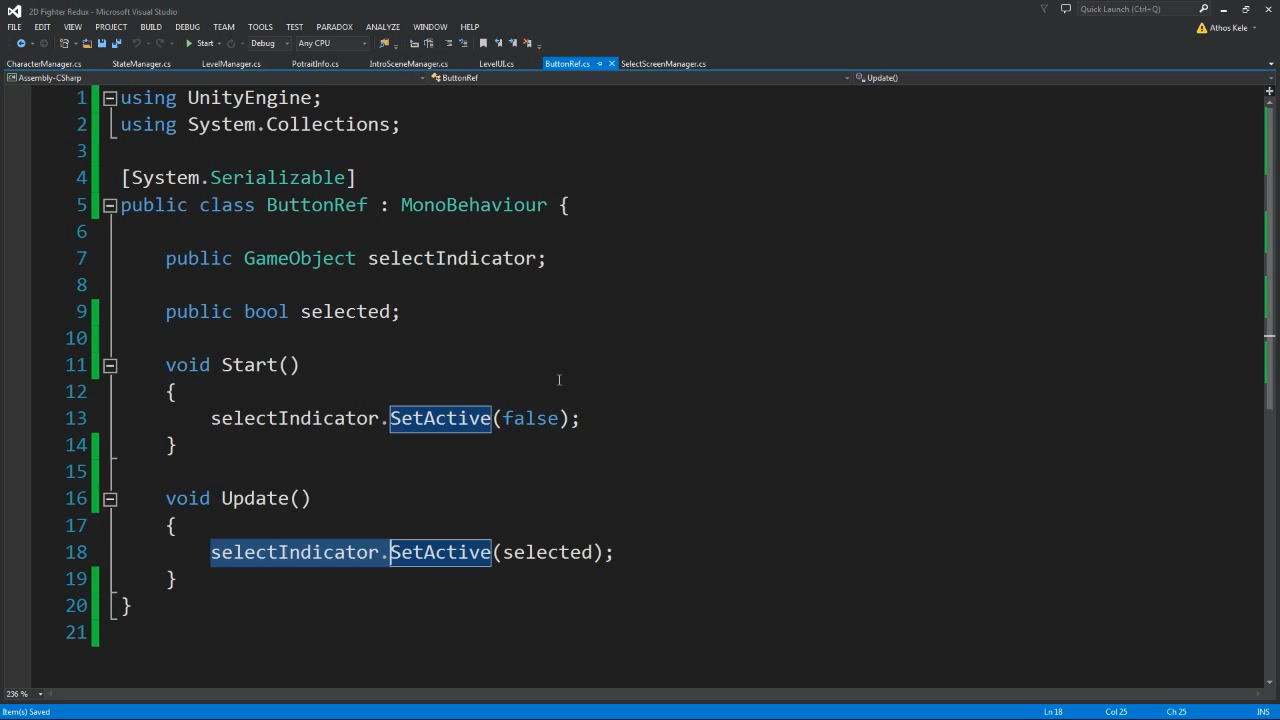 2D Fighter Redux - Microsoft Visual Studio
Quick Launch (Ctrl+Q)
FILE EDIT VIEW PROJECT BUILD DEBUG TEAM TOOLS TEST PARADOX ANALYZE WINDOW HELP
Athos Kele
Start Debug Any CPU
CharacterManager.cs StateManager.cs LevelManager.cs PotraitInfo.cs IntroSceneManager.cs LevelUI.cs ButtonRef.cs SelectScreenManager.cs
Assembly-CSharp ButtonRef Update()
1 using UnityEngine;
2 using System.Collections;
3
4 [System.Serializable]
5 public class ButtonRef : MonoBehaviour {
6
7 public GameObject selectIndicator;
8
9 public bool selected;
10
11 void Start()
12 {
13 selectIndicator.SetActive(false);
14 }
15
16 void Update()
17 {
18 selectIndicator.SetActive(selected);
19 }
20 }
21
236 %
Item(s) Saved Ln 18 Col 25 Ch 25 INS